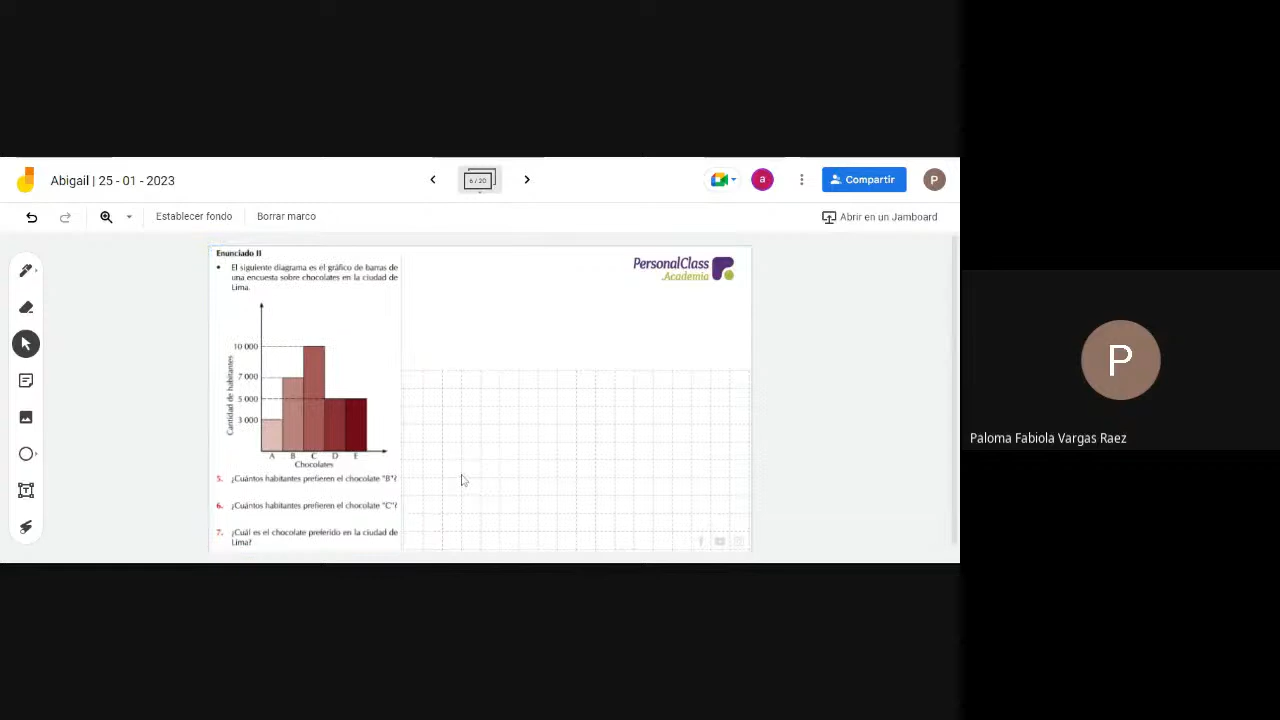 Abigail | 25 - 01 - 2023
6 / 20
a
Compartir
P
Establecer fondo
Borrar marco
Abrir en un Jamboard
Enunciado II
• El siguiente diagrama es el gráfico de barras de
una encuesta sobre chocolates en la ciudad de
Lima.
Cantidad de habitantes
10 000
7 000
5 000
3 000
A B C D E
Chocolates
5. ¿Cuántos habitantes prefieren el chocolate "B"?
6. ¿Cuántos habitantes prefieren el chocolate "C"?
7. ¿Cuál es el chocolate preferido en la ciudad de
Lima?
PersonalClass
Academia
P
Paloma Fabiola Vargas Raez